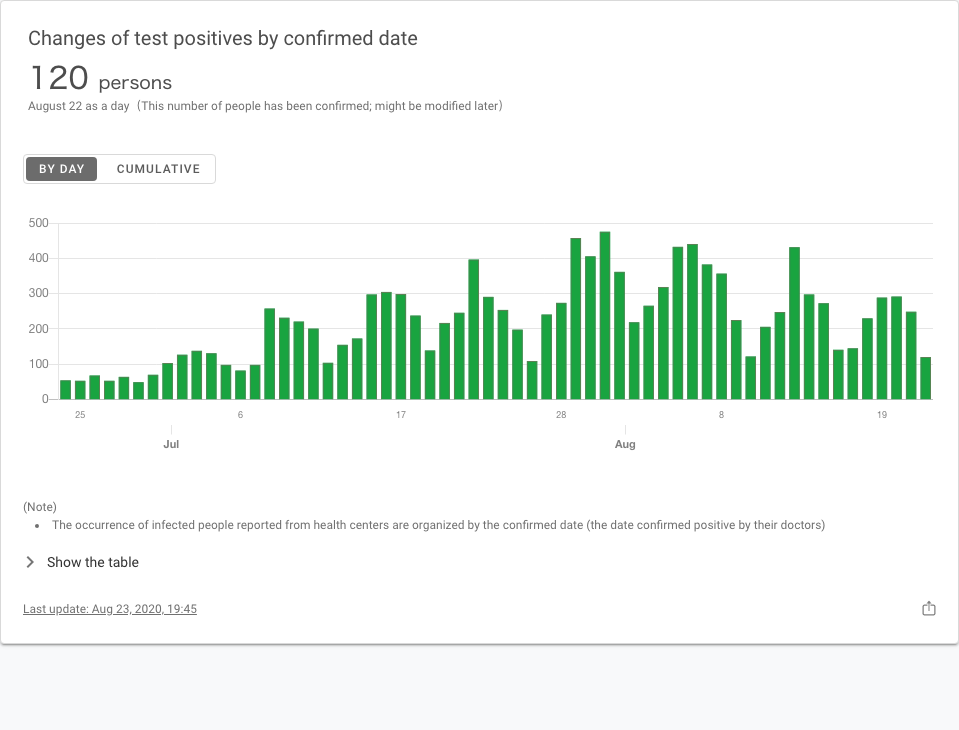 Changes of test positives by confirmed date
120 persons
August 22 as a day（This number of people has been confirmed; might be modified later）
BY DAY CUMULATIVE
500
400
300
200
100
0
25 6 17 28 8 19
Jul Aug
(Note)
• The occurrence of infected people reported from health centers are organized by the confirmed date (the date confirmed positive by their doctors)
Show the table
Last update: Aug 23, 2020, 19:45